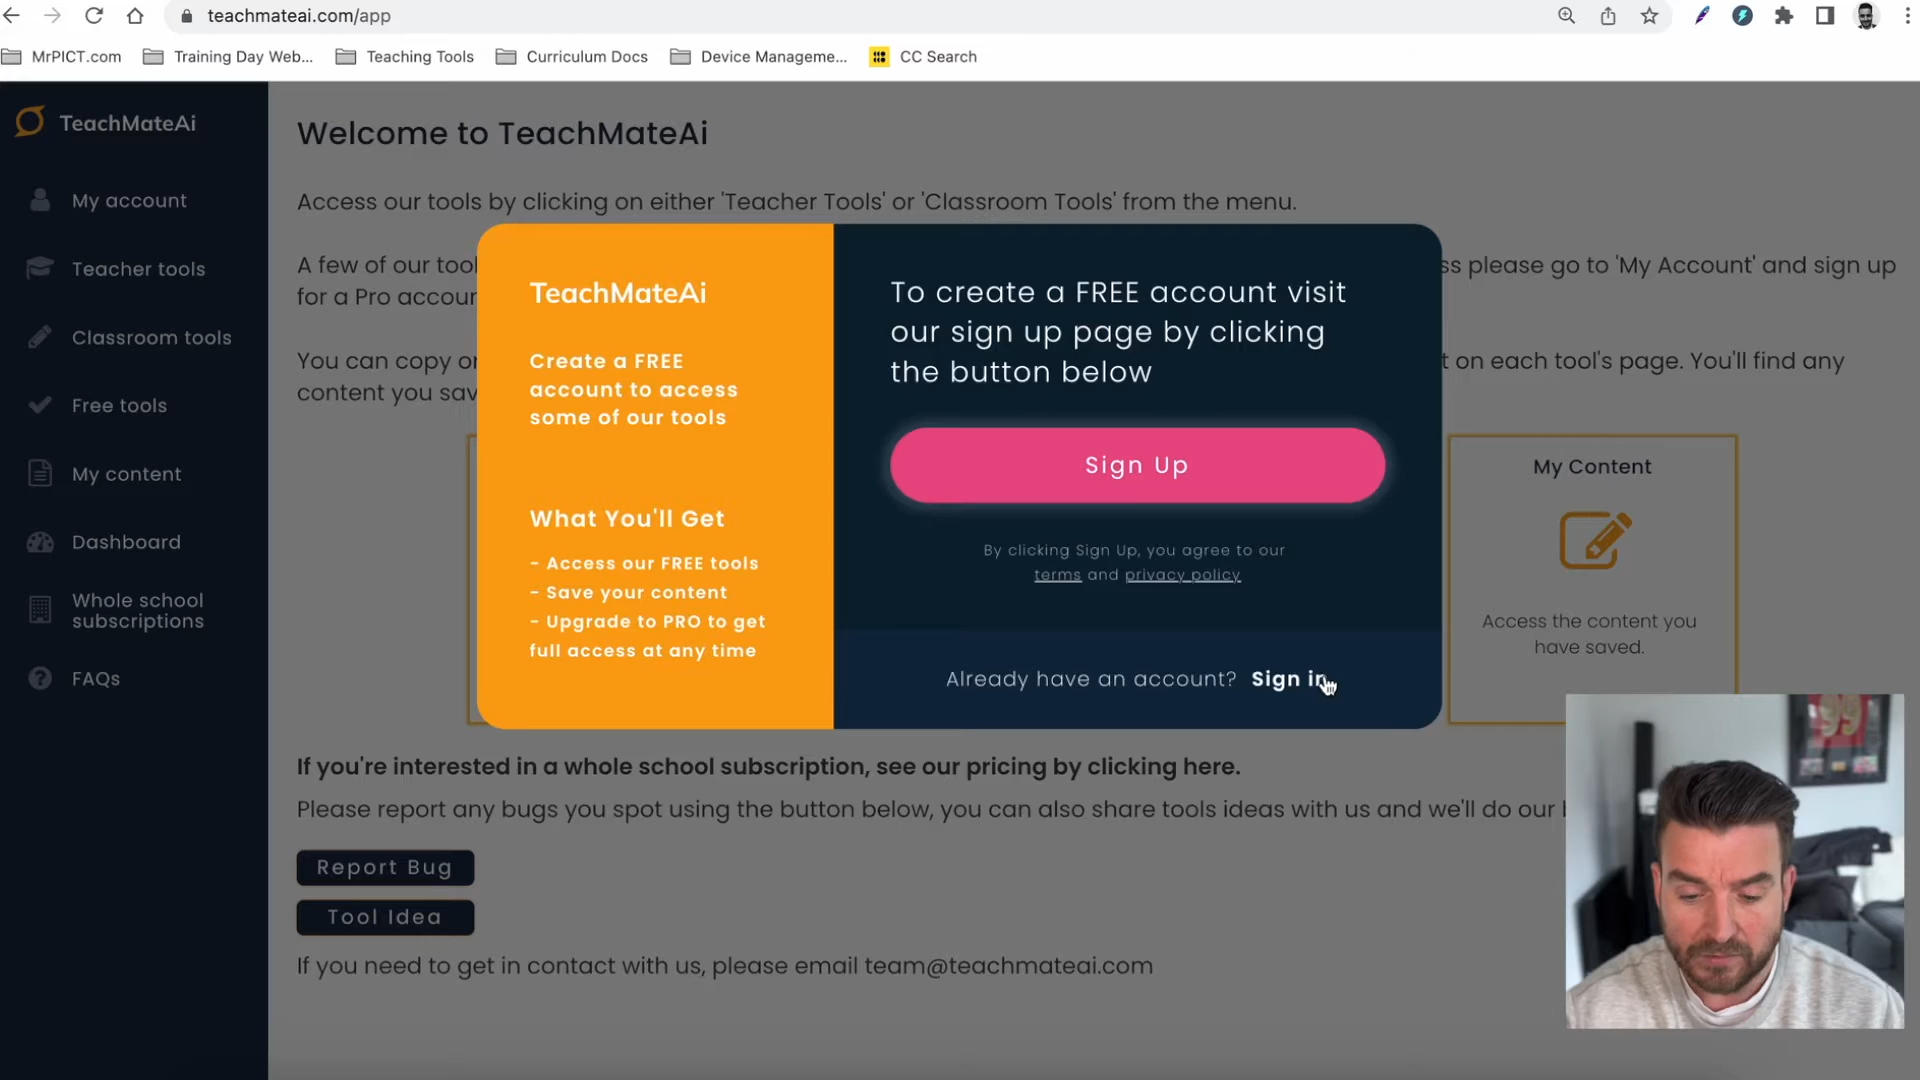 teachmateai.com/app
MrPICT.com
Training Day Web...
Teaching Tools
Curriculum Docs
Device Manageme...
CC Search
TeachMateAi
My account
Teacher tools
Classroom tools
Free tools
My content
Dashboard
Whole school
subscriptions
FAQs
Welcome to TeachMateAi
Access our tools by clicking on either 'Teacher Tools' or 'Classroom Tools' from the menu.
A few of our tool
ss please go to 'My Account' and sign up
for a Pro accoun
You can copy or
t on each tool's page. You'll find any
content you sav
TeachMateAi
Create a FREE
account to access
some of our tools
What You'll Get
- Access our FREE tools
- Save your content
- Upgrade to PRO to get
full access at any time
To create a FREE account visit
our sign up page by clicking
the button below
Sign Up
By clicking Sign Up, you agree to our
terms and privacy policy
Already have an account? Sign in
My Content
Access the content you
have saved.
If you're interested in a whole school subscription, see our pricing by clicking here.
Please report any bugs you spot using the button below, you can also share tools ideas with us and we'll do our b
Report Bug
Tool Idea
If you need to get in contact with us, please email team@teachmateai.com
99